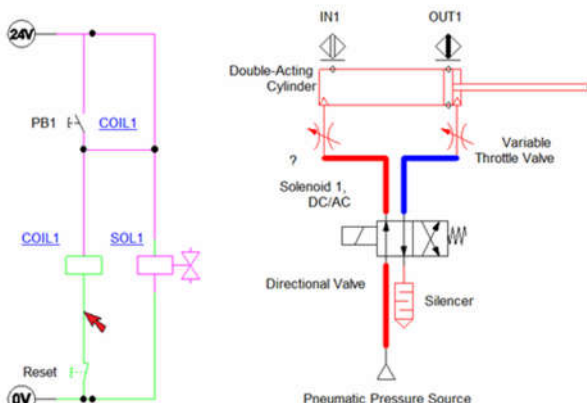 24V
PB1
COIL1
COIL1
SOL1
Reset
0V
IN1
OUT1
Double-Acting
Cylinder
?
Variable
Throttle Valve
Solenoid 1,
DC/AC
Directional Valve
Silencer
Pneumatic Pressure Source